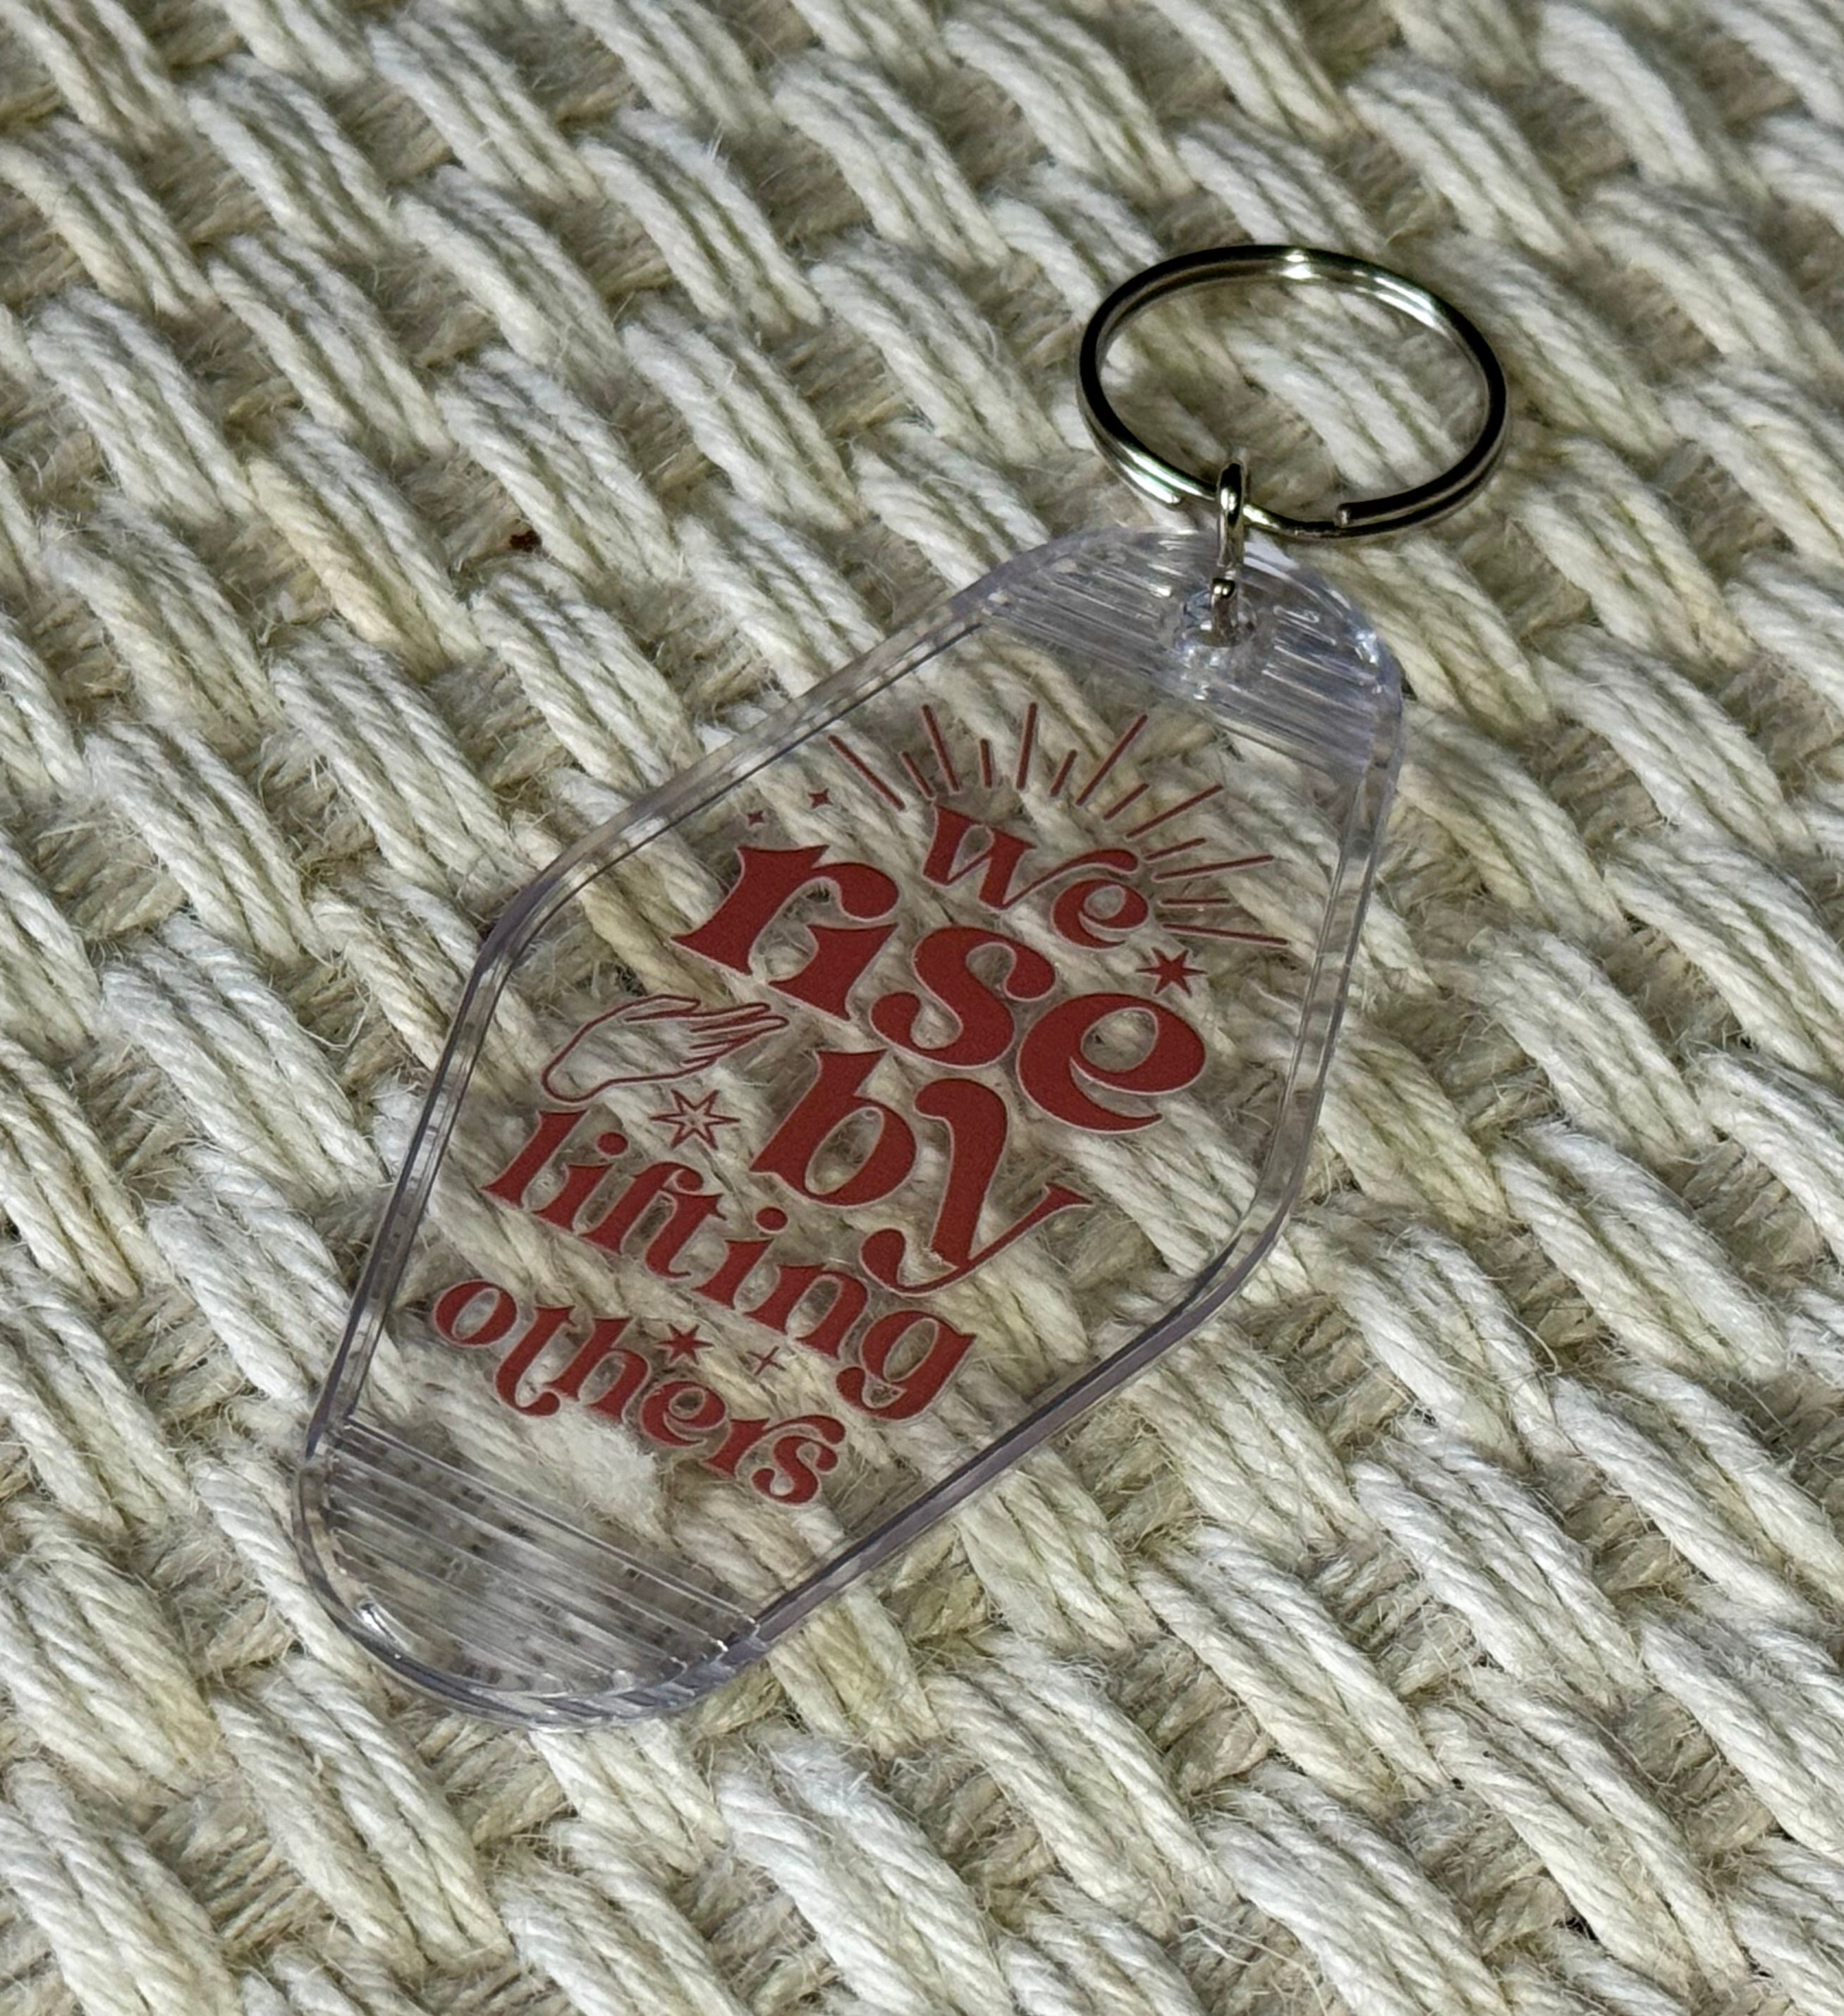 we
rise
by
lifting
others